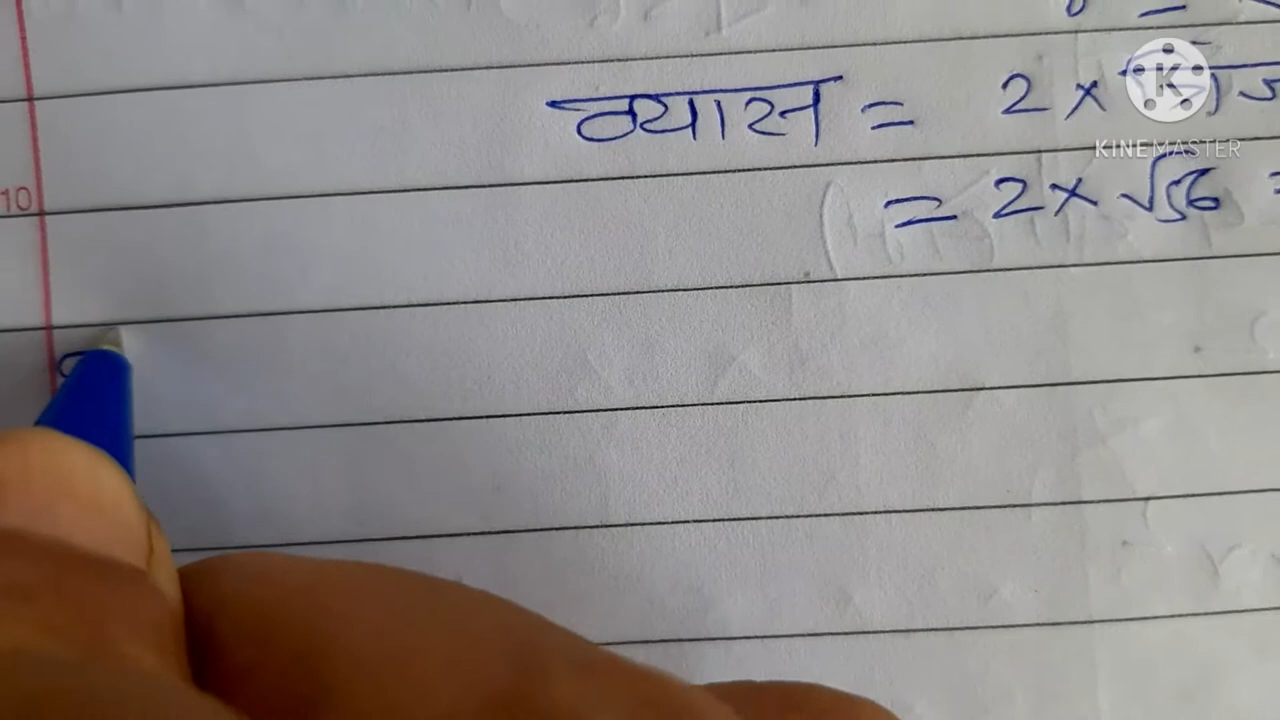 व्यास = 2 ×
= 2 × √56 =
10
KINEMASTER